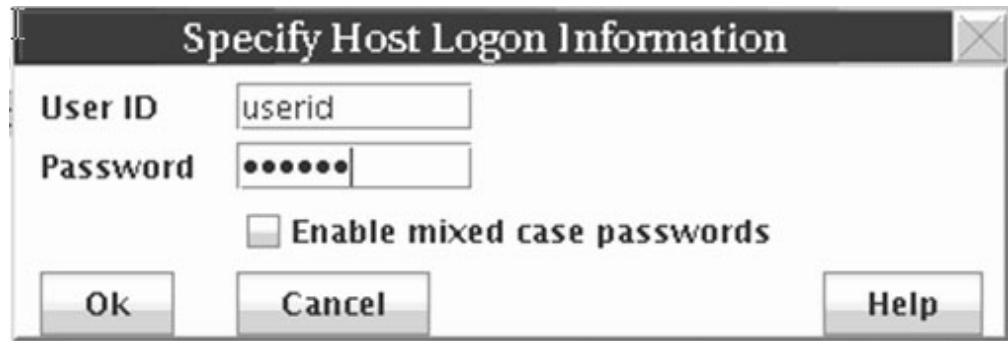 Specify Host Logon Information
User ID userid
Password ••••••
Enable mixed case passwords
Ok Cancel Help